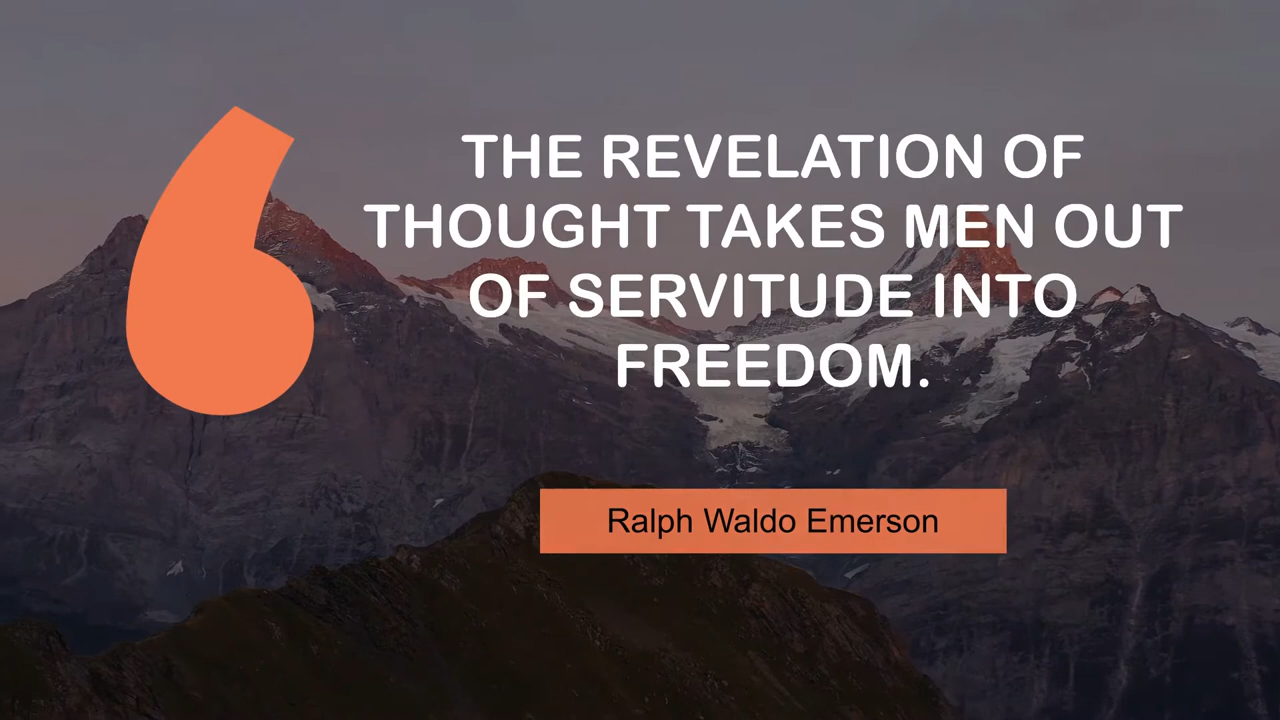 THE REVELATION OF
THOUGHT TAKES MEN OUT
OF SERVITUDE INTO
FREEDOM.
Ralph Waldo Emerson